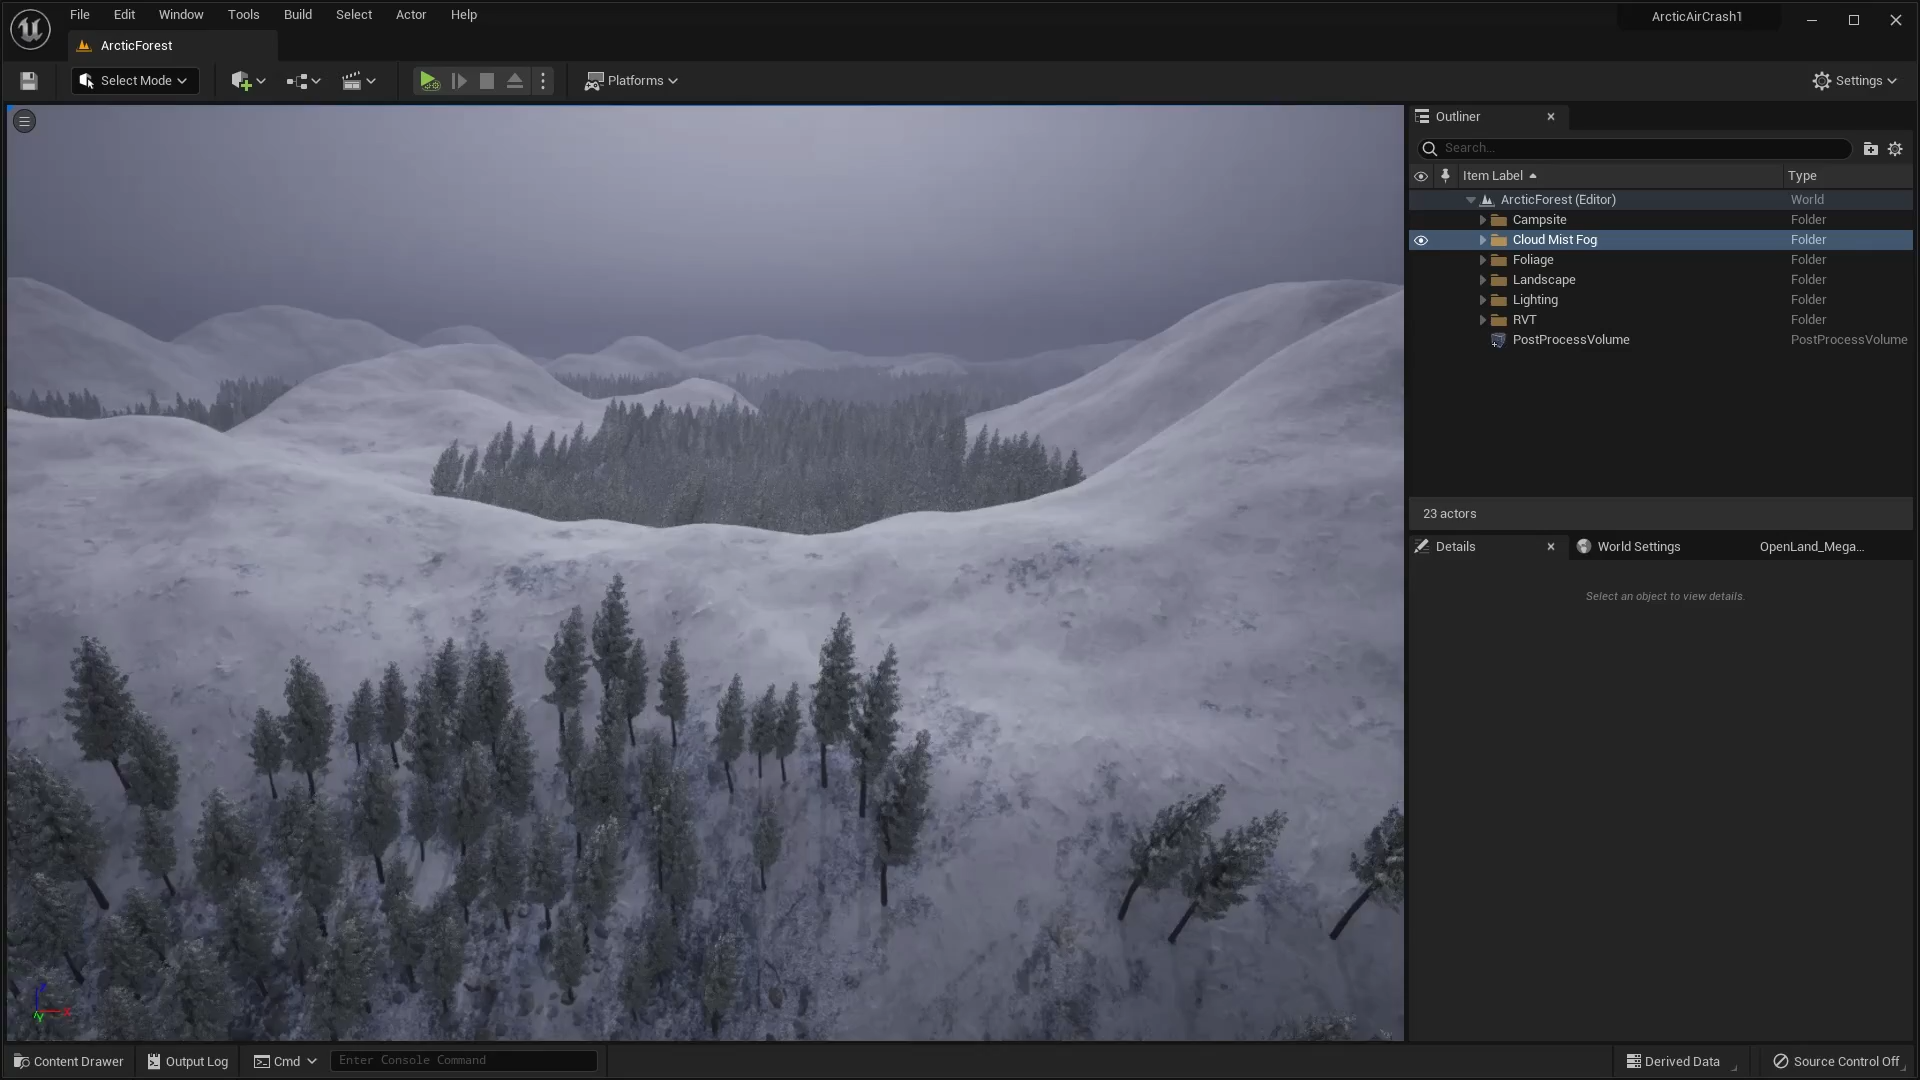 File Edit Window Tools Build Select Actor Help
ArcticAirCrash1
ArcticForest
Select Mode
Platforms
Settings
Outliner
Search...
Item Label Type
ArcticForest (Editor) World
Campsite Folder
Cloud Mist Fog Folder
Foliage Folder
Landscape Folder
Lighting Folder
RVT Folder
PostProcessVolume PostProcessVolume
23 actors
Details World Settings OpenLand_Mega...
Select an object to view details.
Content Drawer Output Log Cmd Enter Console Command Derived Data Source Control Off